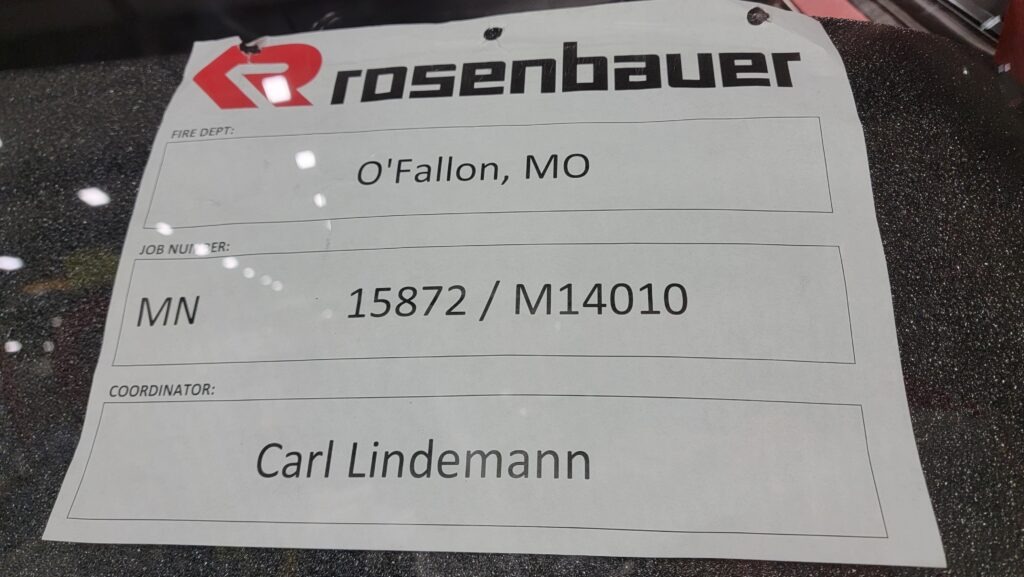 rosenbauer
FIRE DEPT:
O'Fallon, MO
JOB NUMBER:
MN 15872 / M14010
COORDINATOR:
Carl Lindemann